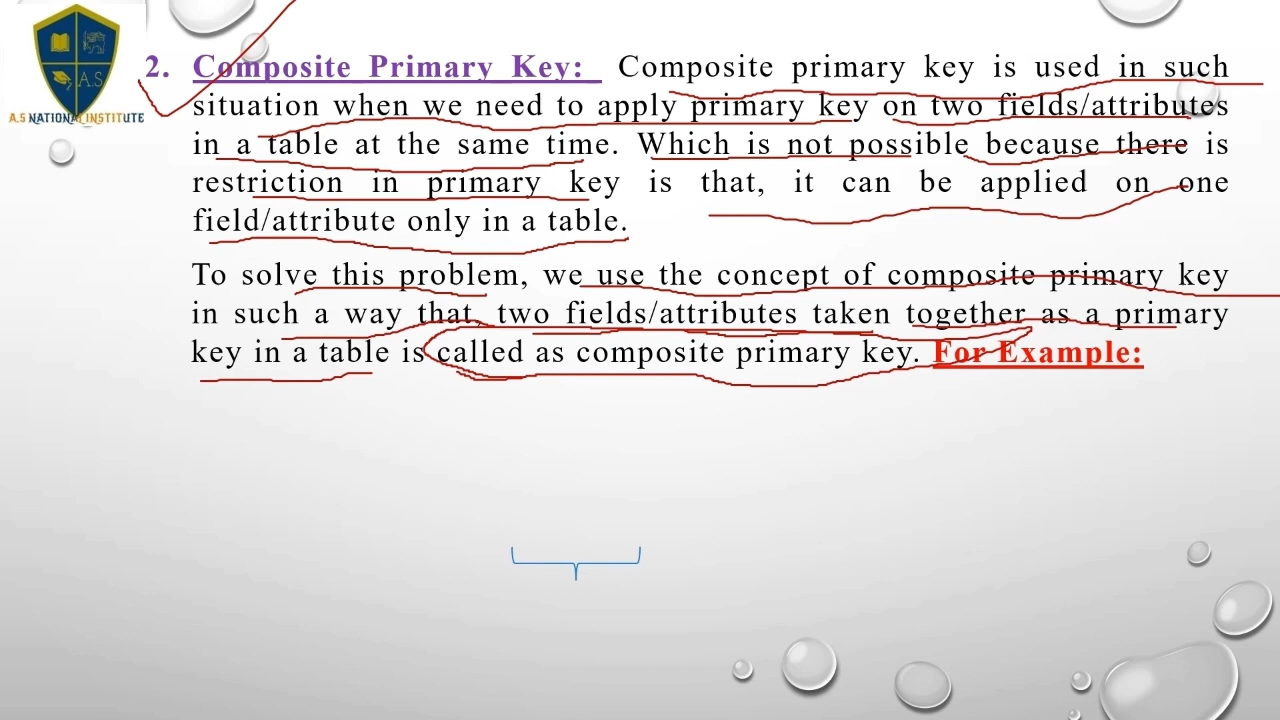 A.S
A.S NATIONAL INSTITUTE
2. Composite Primary Key: Composite primary key is used in such
situation when we need to apply primary key on two fields/attributes
in a table at the same time. Which is not possible because there is
restriction in primary key is that, it can be applied on one
field/attribute only in a table.
To solve this problem, we use the concept of composite primary key
in such a way that, two fields/attributes taken together as a primary
key in a table is called as composite primary key. For Example: